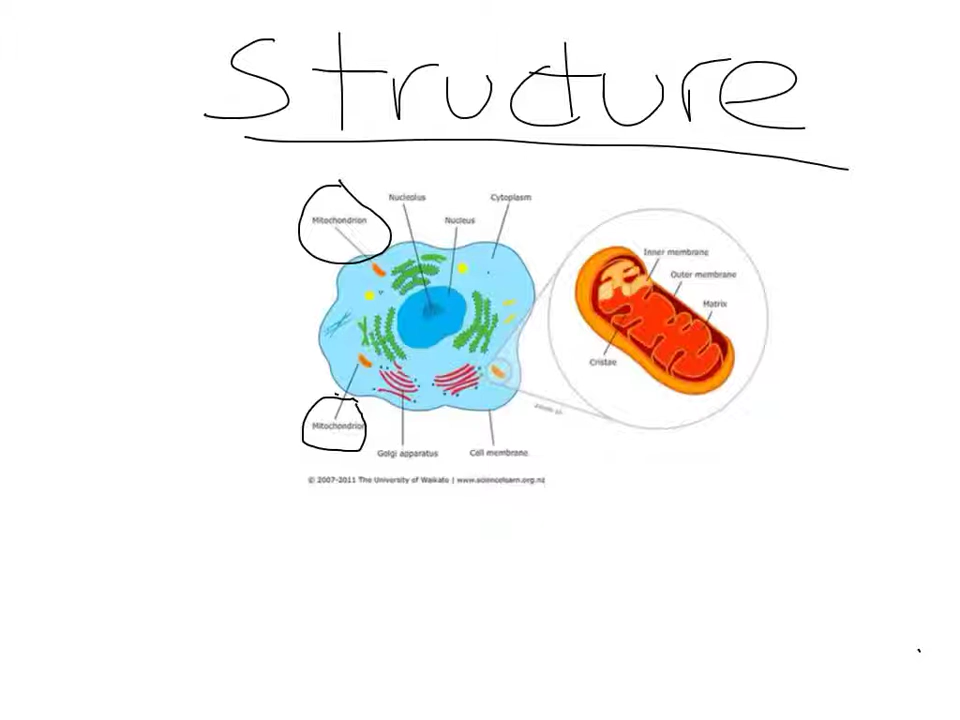 Structure
Nucleolus
Cytoplasm
Mitochondrion
Nucleus
Inner membrane
Outer membrane
Matrix
Cristae
Mitochondrion
Golgi apparatus
Cell membrane
© 2007-2011 The University of Waikato | www.sciencelearn.org.nz